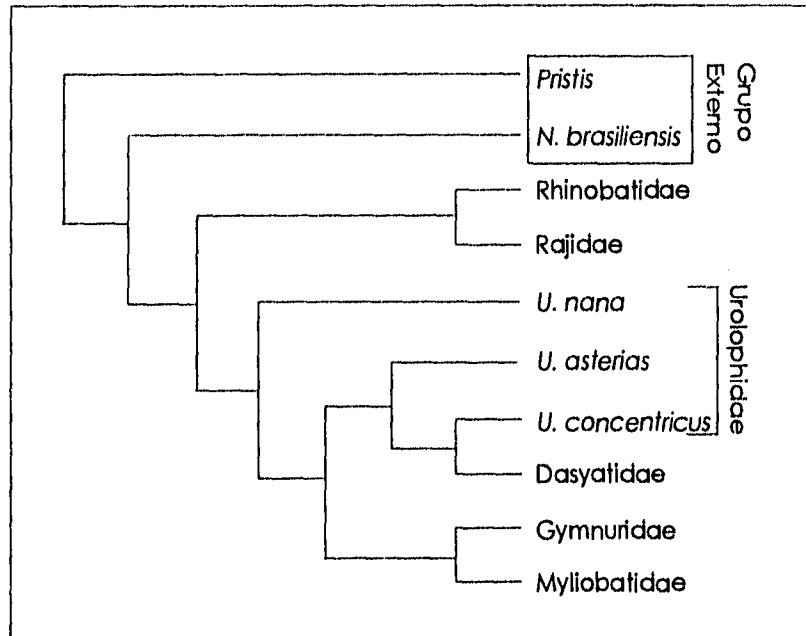 Pristis
N. brasiliensis
Grupo
Externo
Rhinobatidae
Rajidae
U. nana
U. asterias
U. concentricus
Urolophidae
Dasyatidae
Gymnuridae
Myliobatidae